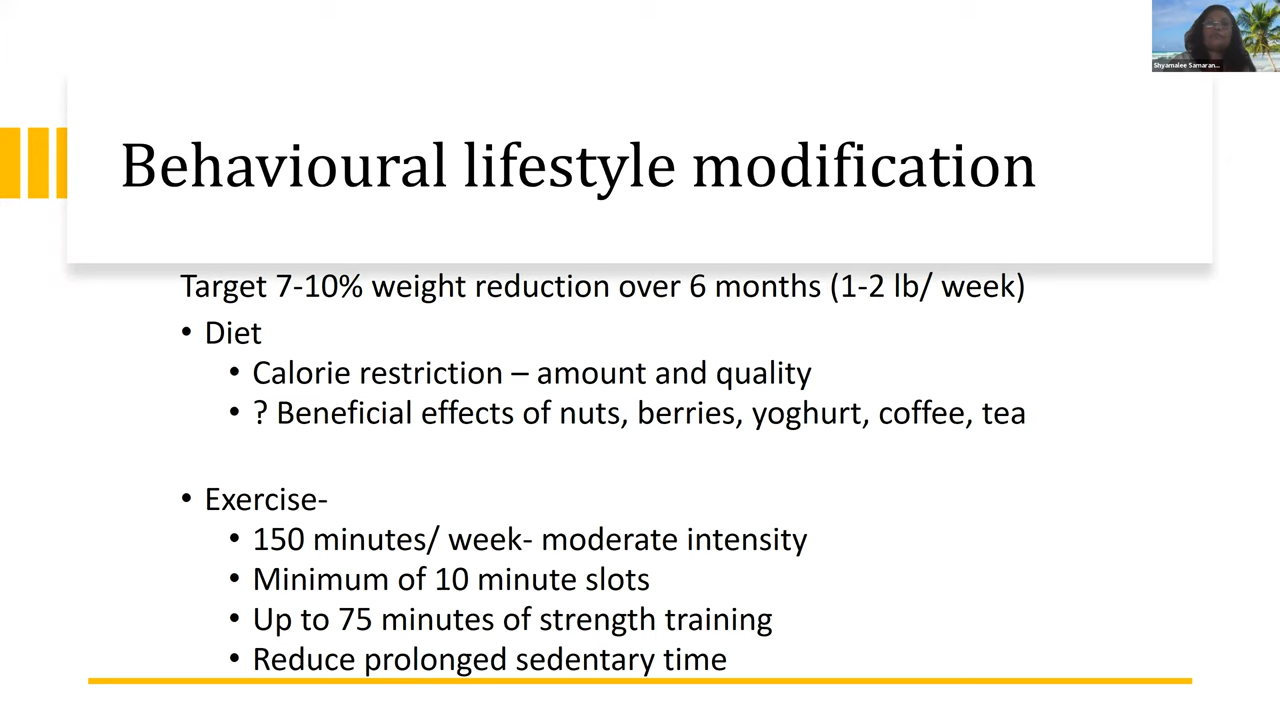 Shyamalee Samaran...
Behavioural lifestyle modification
Target 7-10% weight reduction over 6 months (1-2 lb/ week)
• Diet
• Calorie restriction – amount and quality
• ? Beneficial effects of nuts, berries, yoghurt, coffee, tea
• Exercise-
• 150 minutes/ week- moderate intensity
• Minimum of 10 minute slots
• Up to 75 minutes of strength training
• Reduce prolonged sedentary time